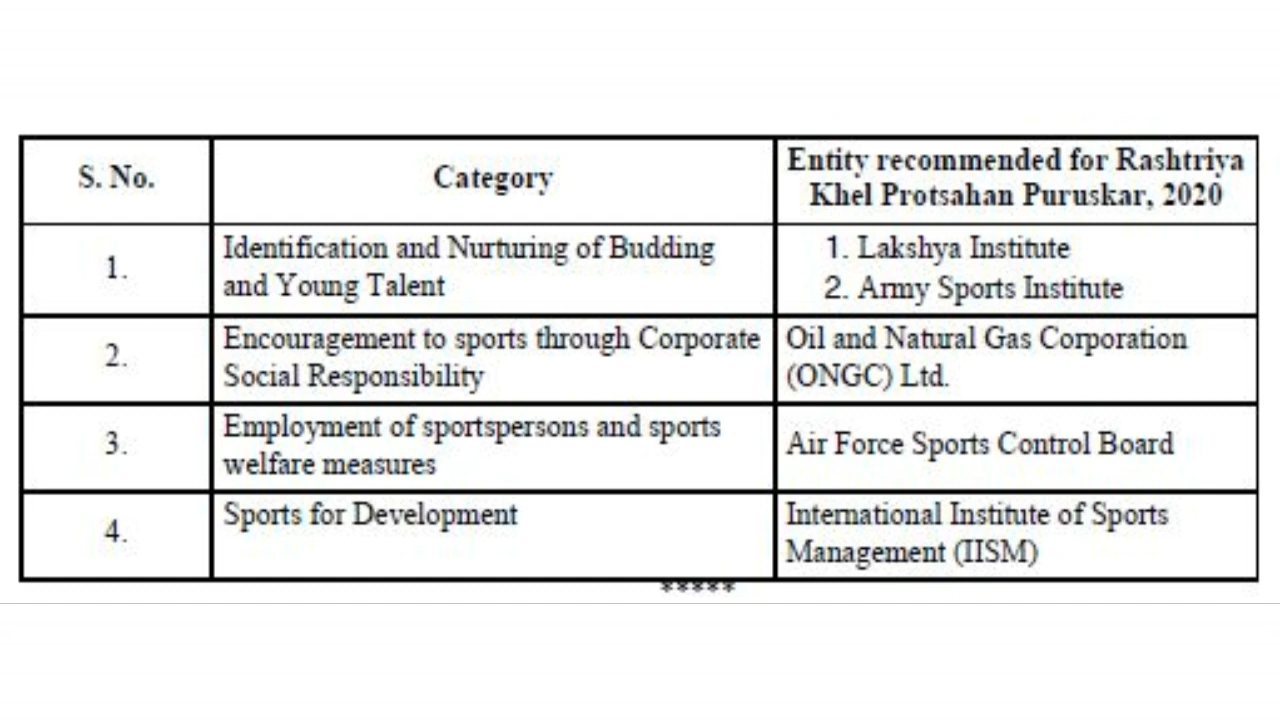 S. No.
Category
Entity recommended for Rashtriya
Khel Protsahan Puruskar, 2020
1.
Identification and Nurturing of Budding
and Young Talent
1. Lakshya Institute
2. Army Sports Institute
2.
Encouragement to sports through Corporate
Social Responsibility
Oil and Natural Gas Corporation
(ONGC) Ltd.
3.
Employment of sportspersons and sports
welfare measures
Air Force Sports Control Board
4.
Sports for Development
International Institute of Sports
Management (IISM)
*****